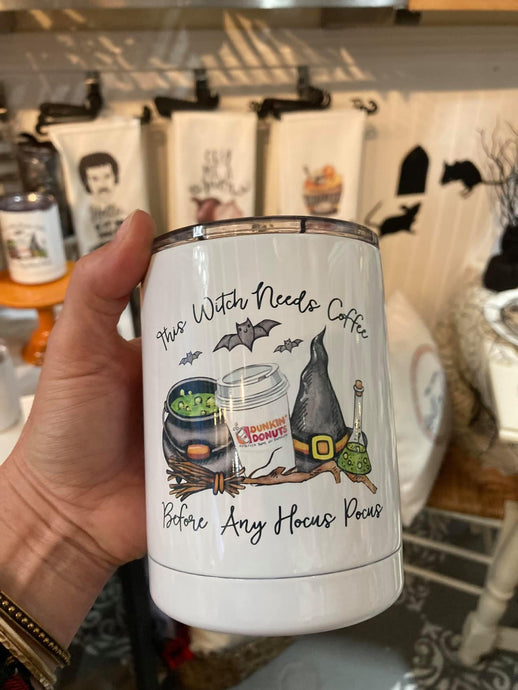 This Witch Needs Coffee
DUNKIN'
DONUTS
Before Any Hocus Pocus